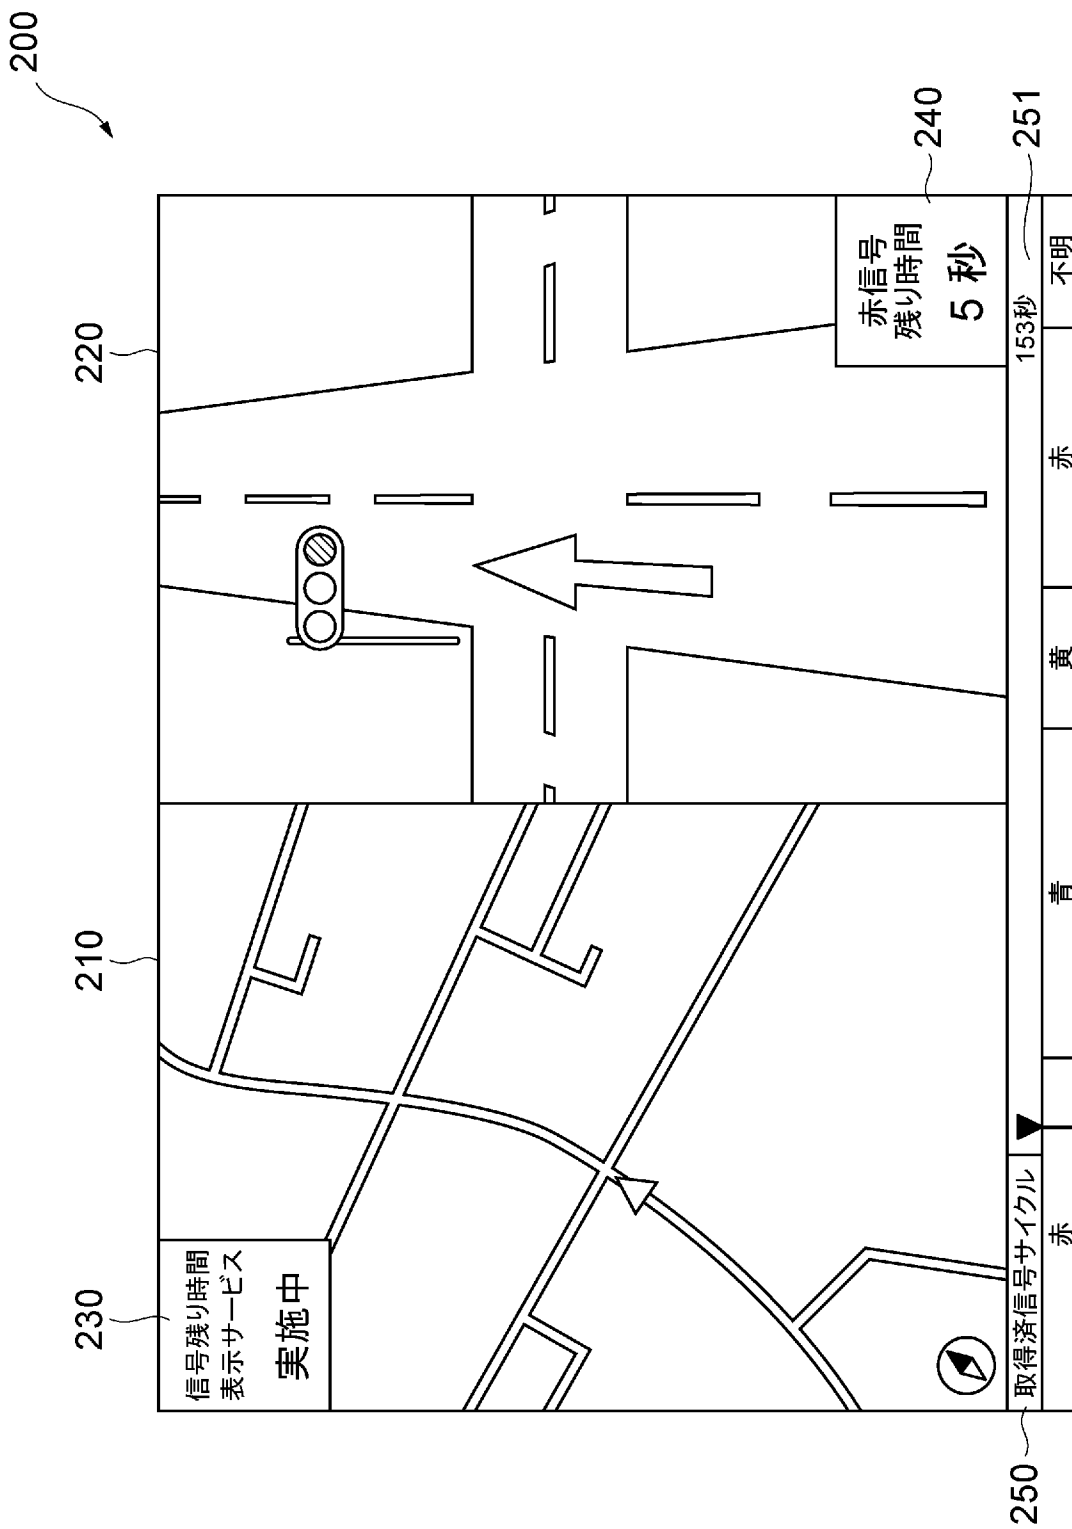 200
210
220
230
信号残り時間
表示サービス
実施中
赤信号
残り時間
5 秒
240
250
取得済信号サイクル
153秒
251
赤
青
黄
赤
不明